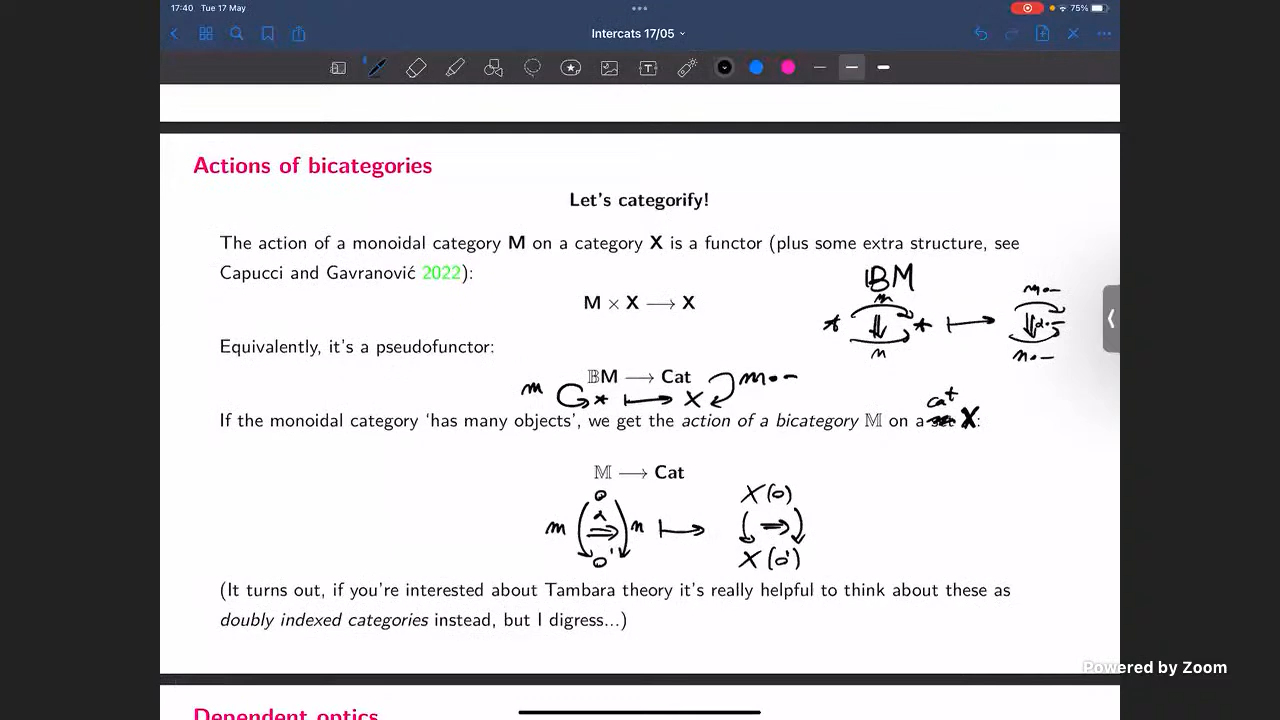 17:40 Tue 17 May
75%
Intercats 17/05
Actions of bicategories
Let's categorify!
The action of a monoidal category M on a category X is a functor (plus some extra structure, see
Capucci and Gavranović 2022):
𝔹M
M × X ⟶ X
m
* ⇓ * ⟼ ⇓
m•–
n
n•–
Equivalently, it's a pseudofunctor:
𝔹M ⟶ Cat
m * ⟼ X m•–
cat
If the monoidal category 'has many objects', we get the action of a bicategory 𝕄 on a X:
𝕄 ⟶ Cat
O X(O)
m α ⇒ n ⟼ ⇒
O' X(O')
(It turns out, if you're interested about Tambara theory it's really helpful to think about these as
doubly indexed categories instead, but I digress...)
Powered by Zoom
Dependent optics